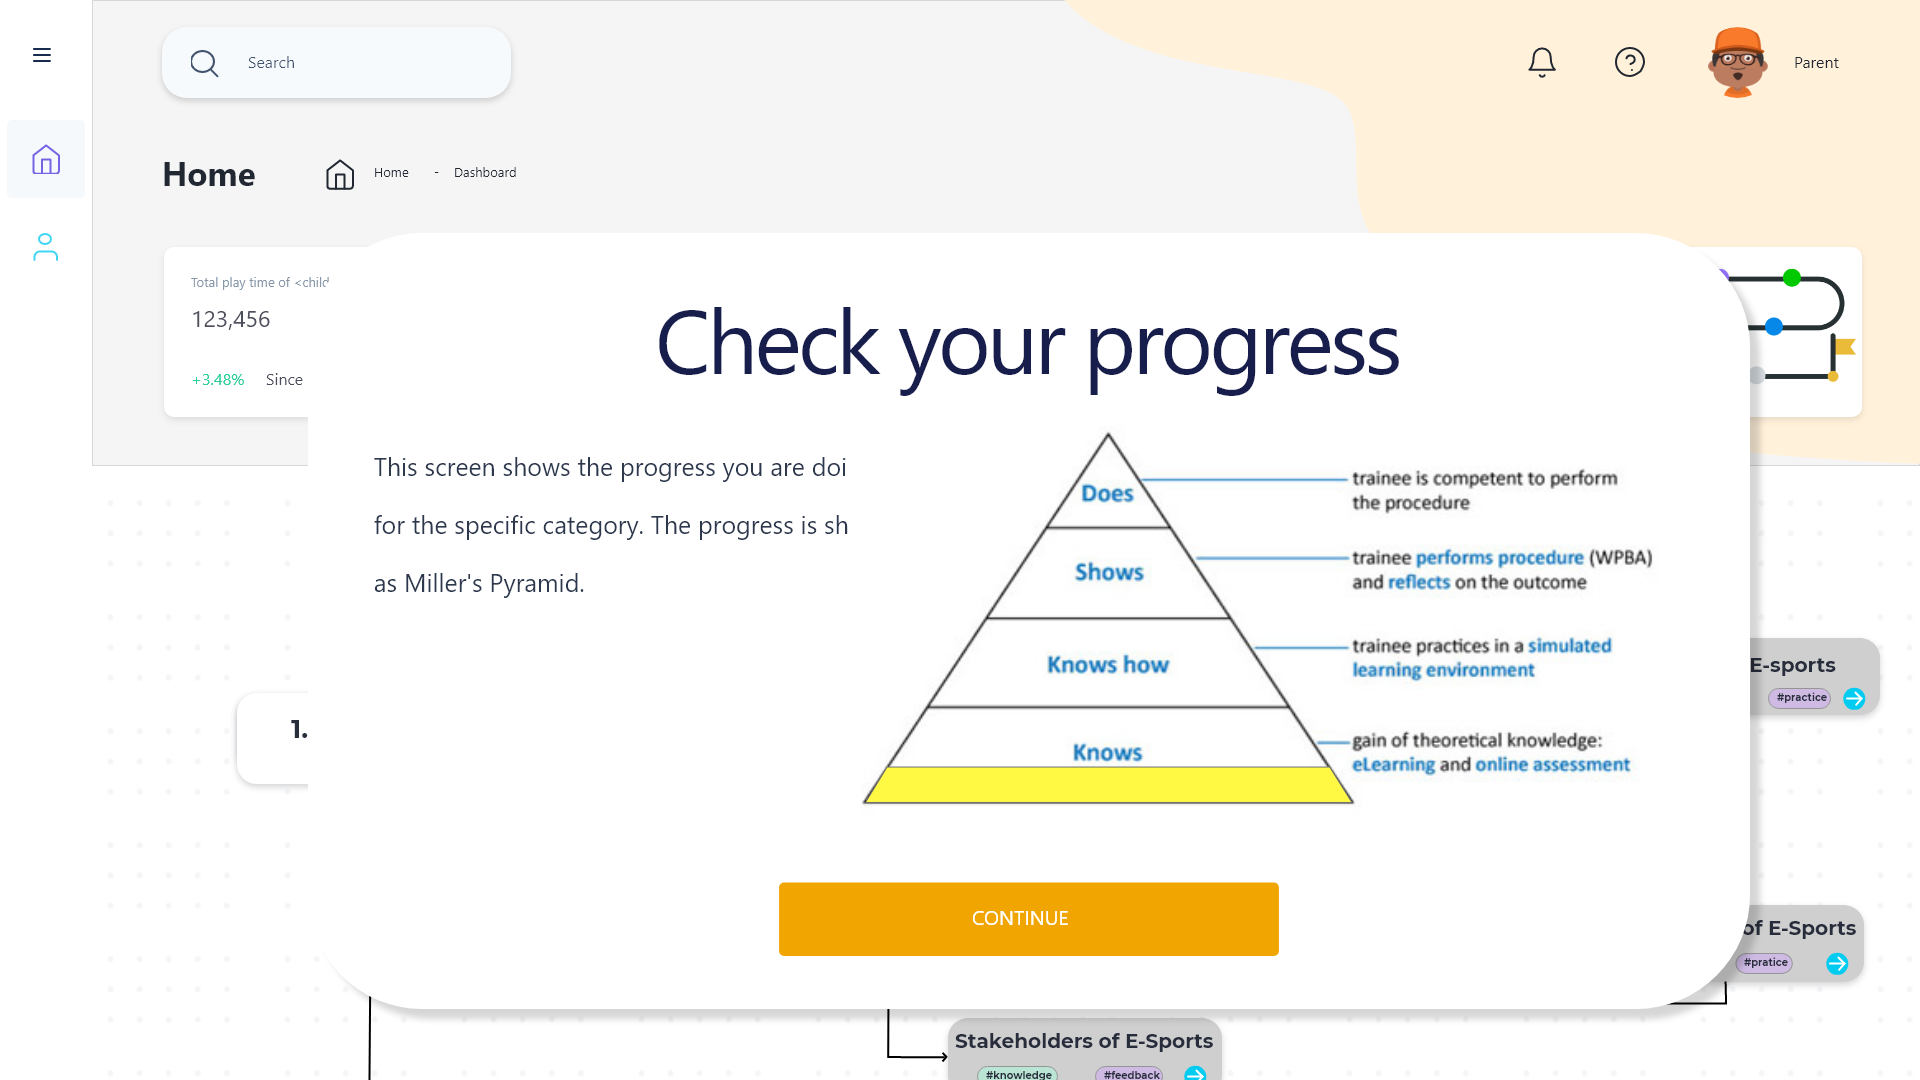 Search
Parent
Home
Home - Dashboard
Total play time of <child
123,456
+3.48% Since
Check your progress
This screen shows the progress you are doi
for the specific category. The progress is sh
as Miller's Pyramid.
Does
trainee is competent to perform
the procedure
Shows
trainee performs procedure (WPBA)
and reflects on the outcome
Knows how
trainee practices in a simulated
learning environment
Knows
gain of theoretical knowledge:
eLearning and online assessment
CONTINUE
1.
E-sports
#practice
of E-Sports
#pratice
Stakeholders of E-Sports
#knowledge #feedback